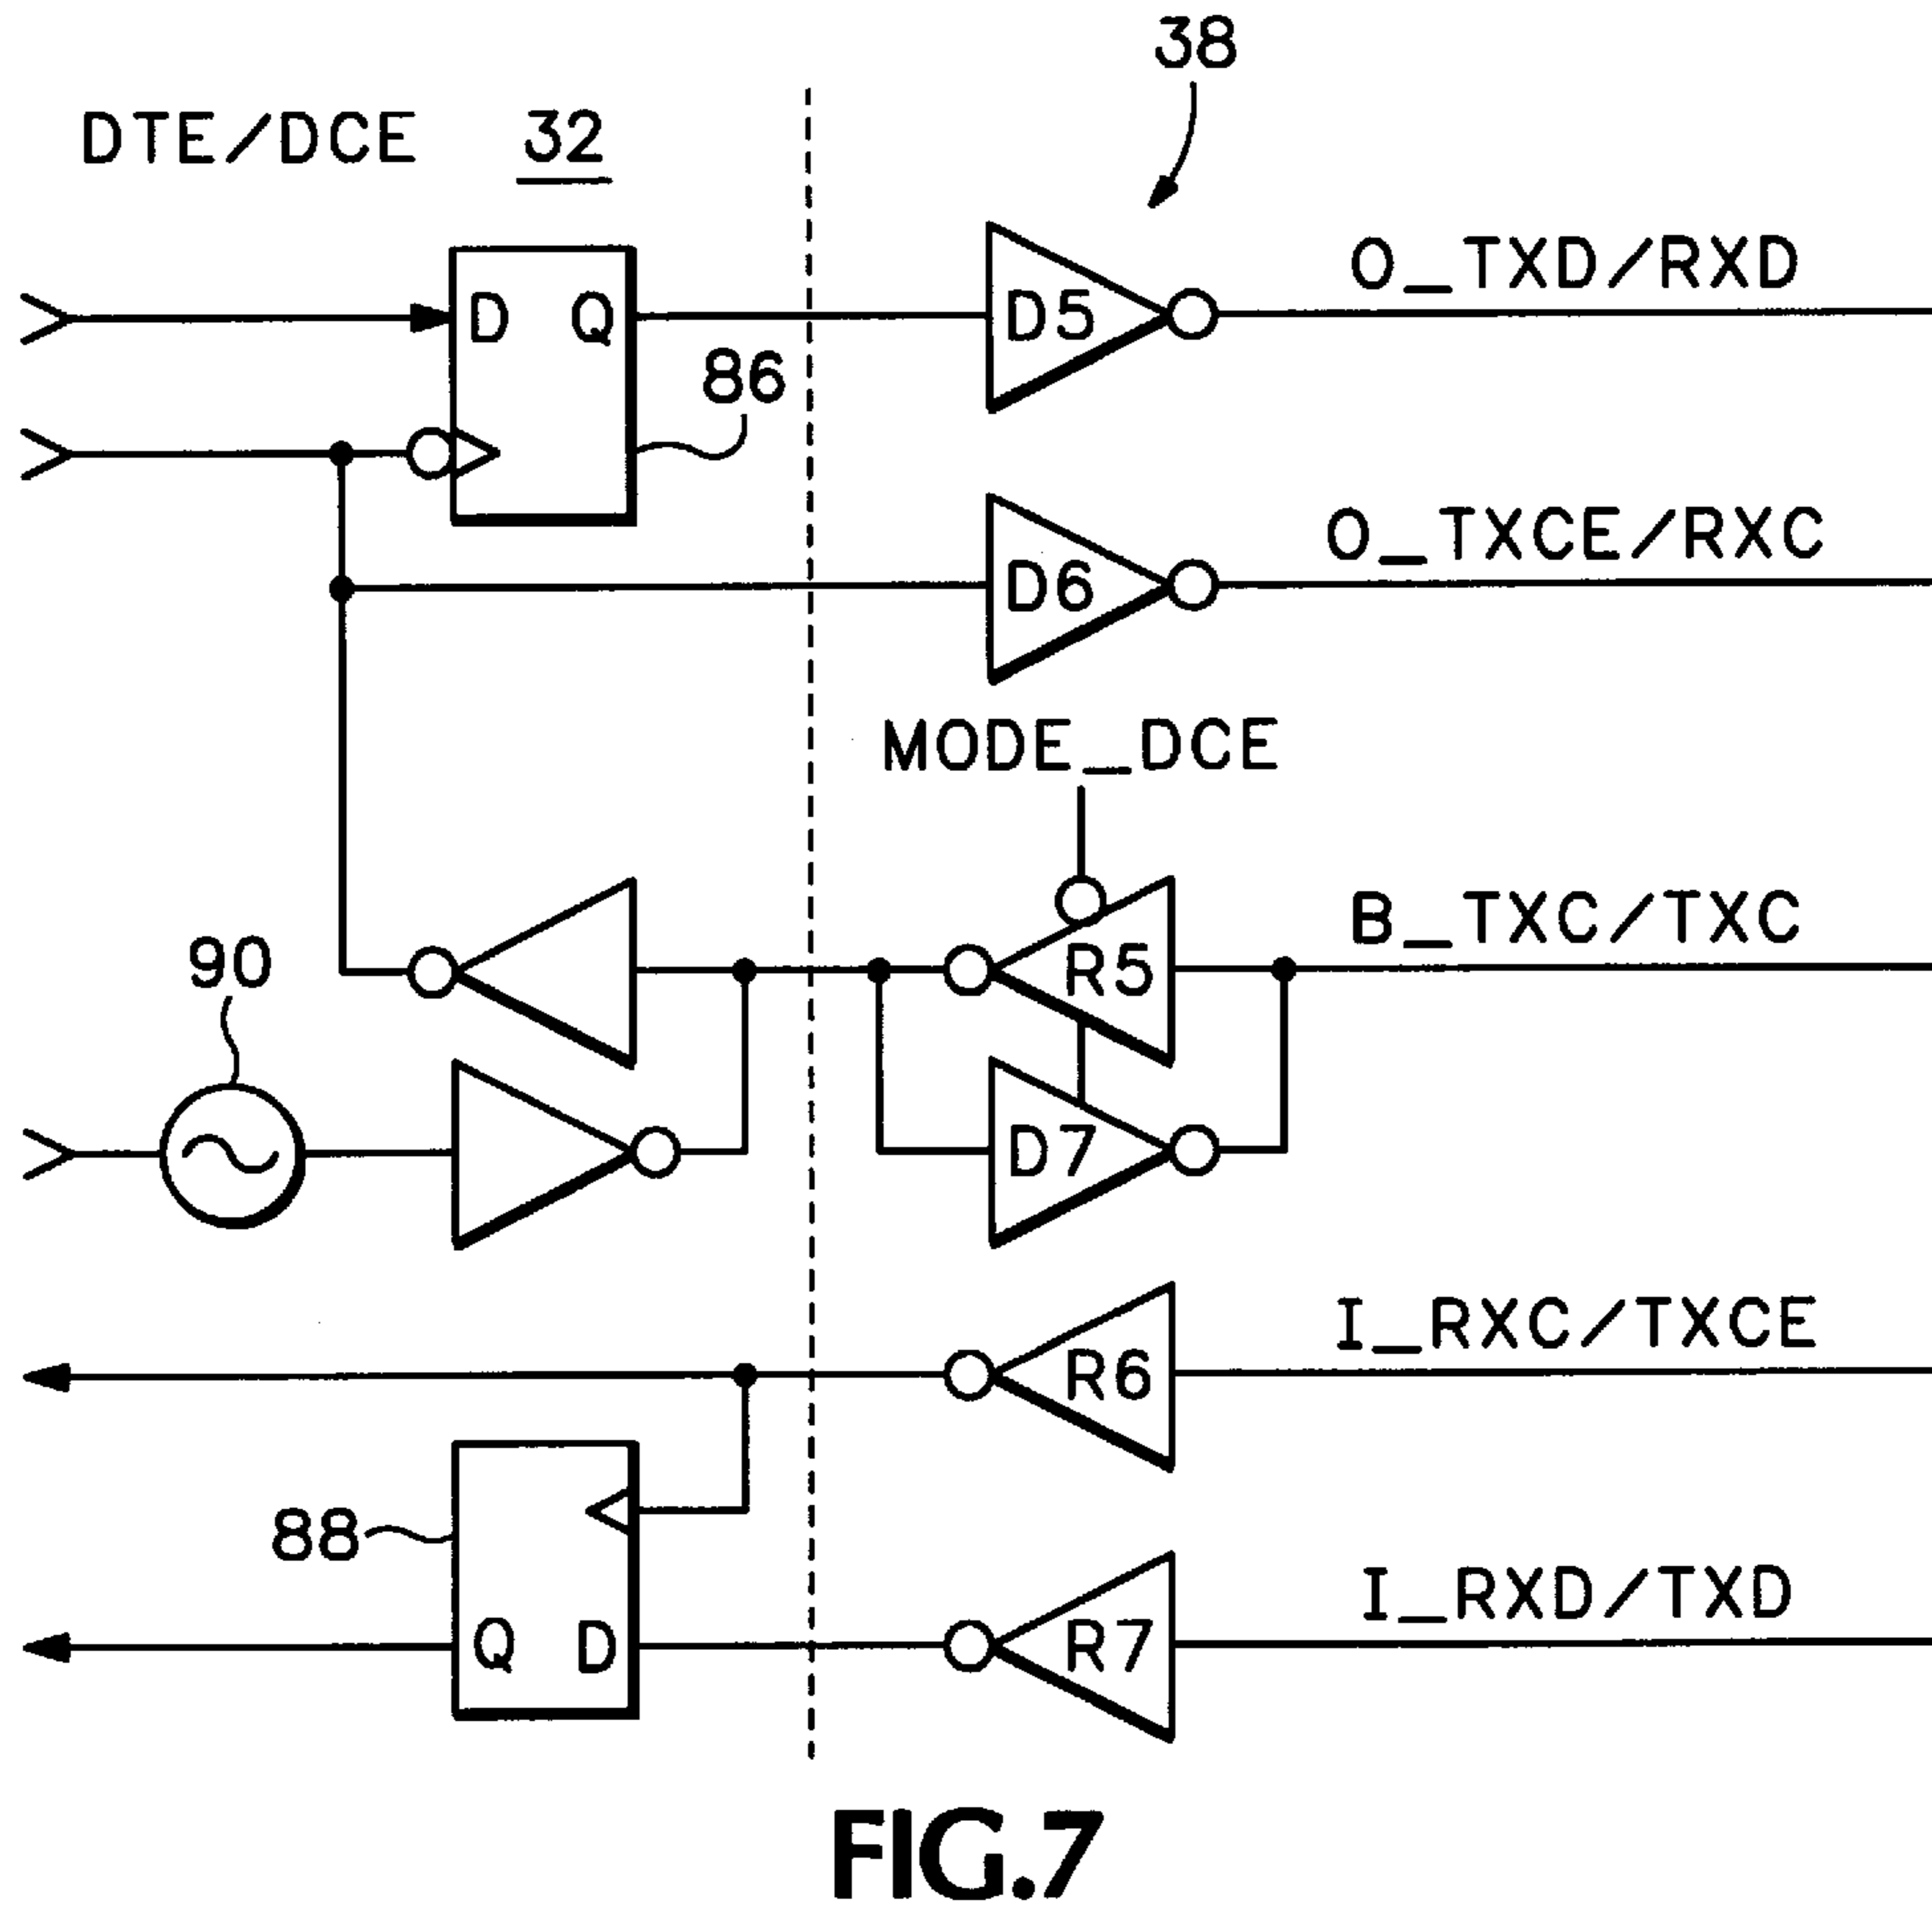 38
DTE/DCE 32
O_TXD/RXD
D Q
D5
86
O_TXCE/RXC
D6
MODE_DCE
B_TXC/TXC
R5
90
D7
I_RXC/TXCE
R6
88
I_RXD/TXD
Q D
R7
FIG.7